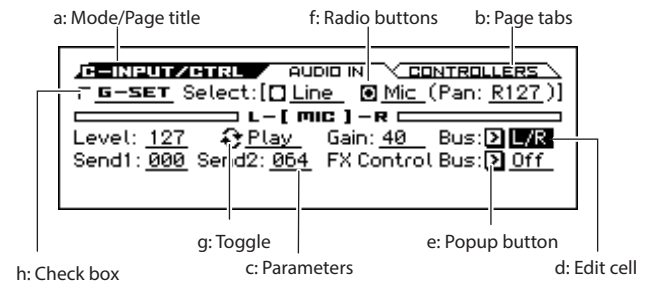 a: Mode/Page title
f: Radio buttons
b: Page tabs
C-INPUT/CTRL AUDIO IN CONTROLLERS
G-SET Select:[ Line Mic (Pan: R127)]
L-[ MIC ]-R
Level: 127 Play Gain: 40 Bus: L/R
Send1: 000 Send2: 064 FX Control Bus: Off
g: Toggle
e: Popup button
h: Check box
c: Parameters
d: Edit cell